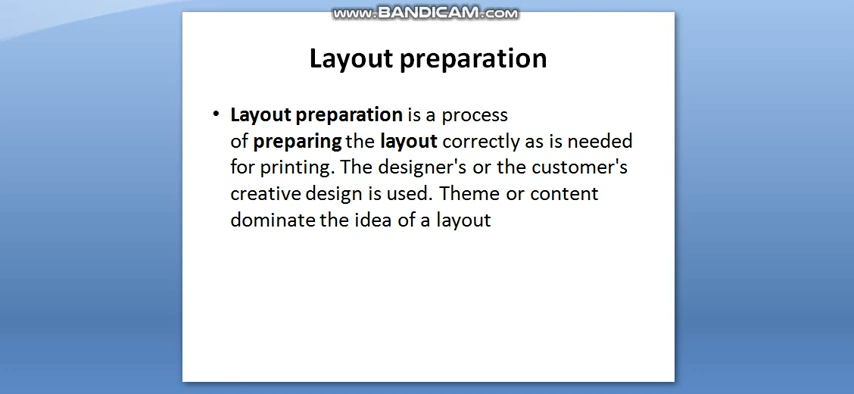 www.BANDICAM.com
Layout preparation
• Layout preparation is a process
of preparing the layout correctly as is needed
for printing. The designer's or the customer's
creative design is used. Theme or content
dominate the idea of a layout